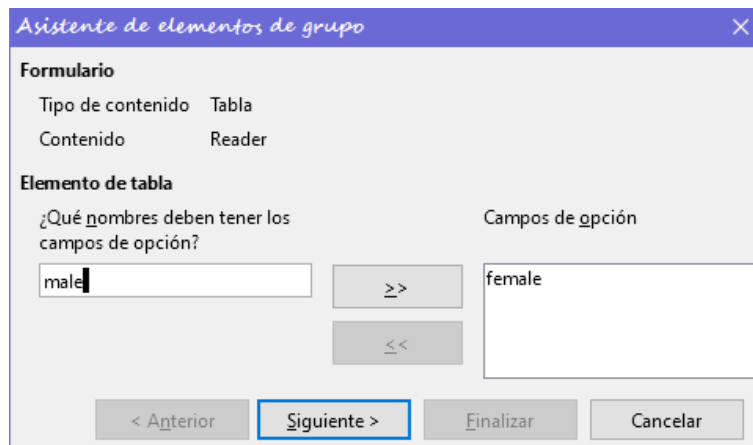 Asistente de elementos de grupo
Formulario
Tipo de contenido Tabla
Contenido Reader
Elemento de tabla
¿Qué nombres deben tener los
campos de opción?
Campos de opción
male
>>
female
<<
< Anterior
Siguiente >
Finalizar
Cancelar